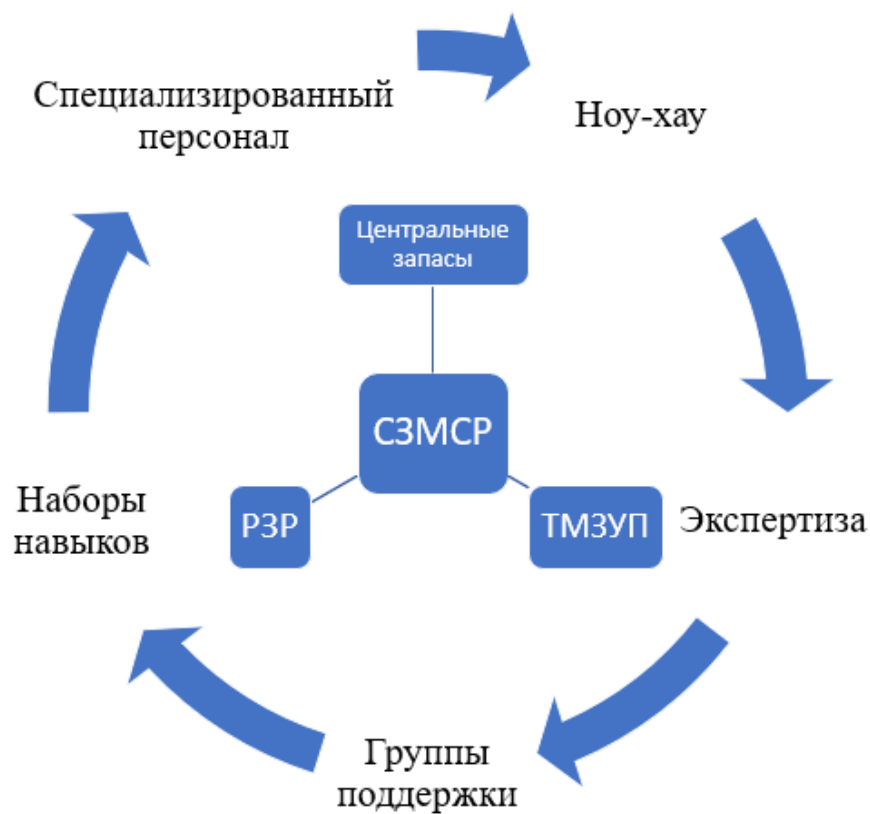 Специализированный
персонал
Ноу-хау
Центральные
запасы
СЗМСР
РЗР
ТМЗУП
Экспертиза
Наборы
навыков
Группы
поддержки